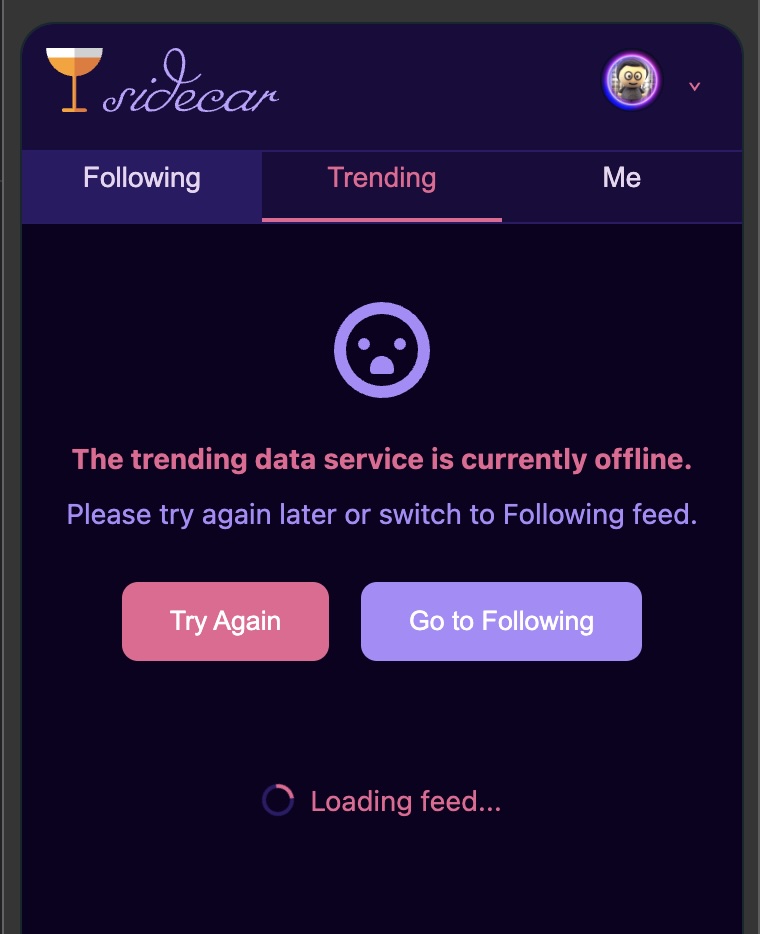 sidecar
Following
Trending
Me
The trending data service is currently offline.
Please try again later or switch to Following feed.
Try Again
Go to Following
Loading feed...